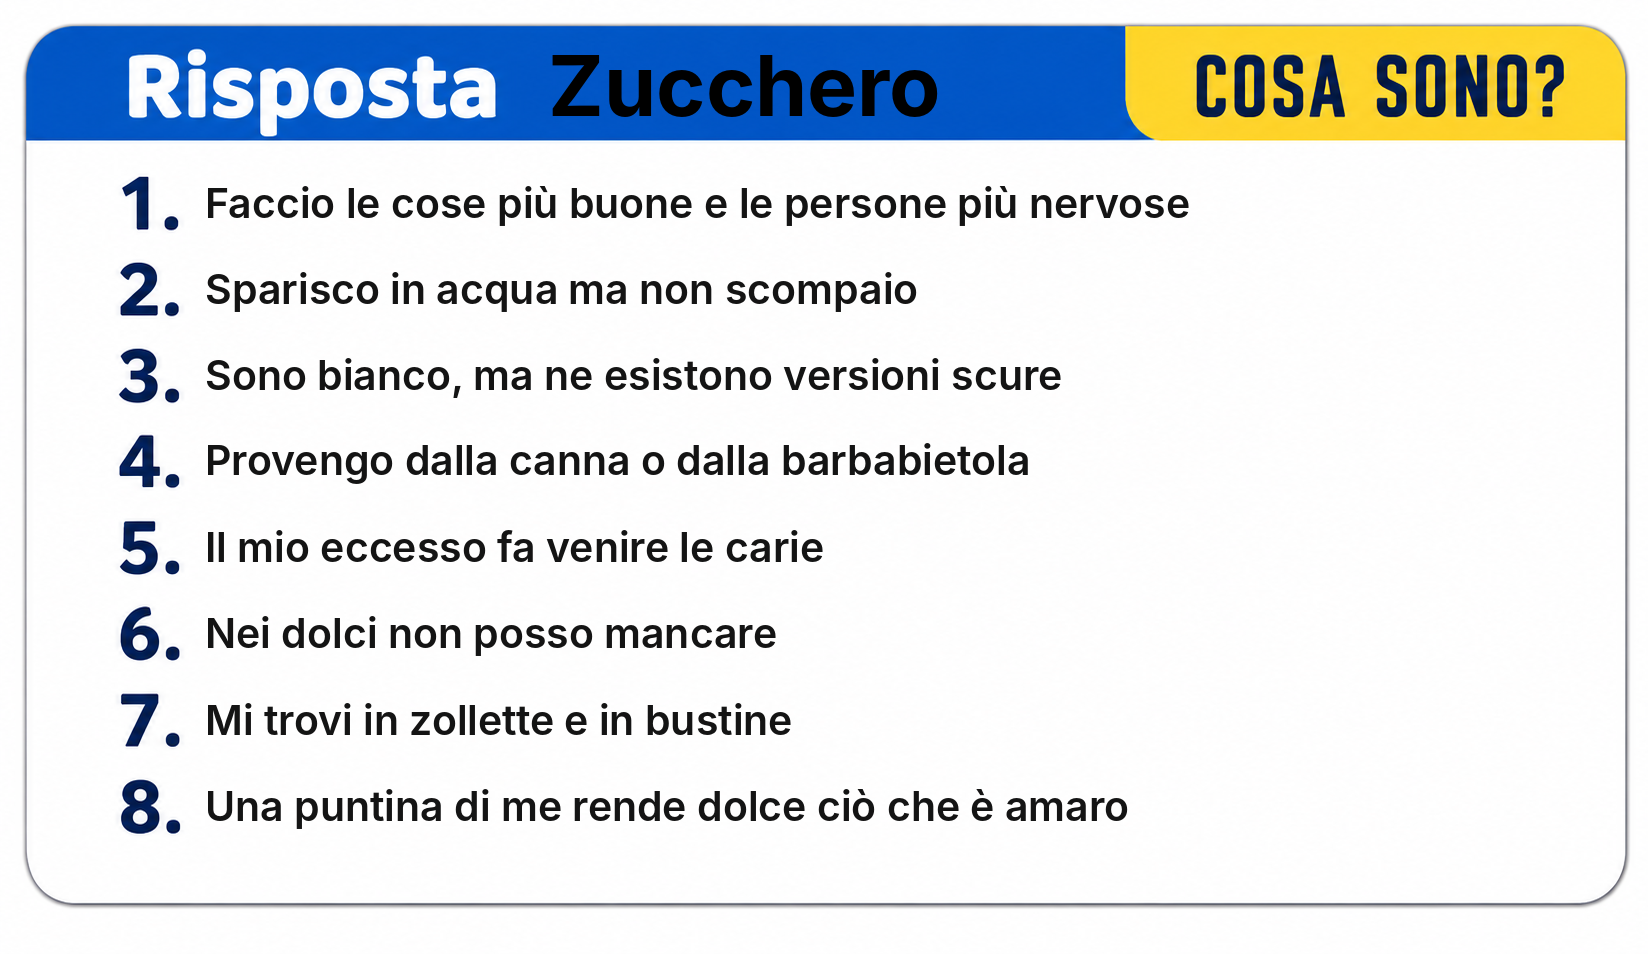 Risposta Zucchero COSA SONO?
1. Faccio le cose più buone e le persone più nervose
2. Sparisco in acqua ma non scompaio
3. Sono bianco, ma ne esistono versioni scure
4. Provengo dalla canna o dalla barbabietola
5. Il mio eccesso fa venire le carie
6. Nei dolci non posso mancare
7. Mi trovi in zollette e in bustine
8. Una puntina di me rende dolce ciò che è amaro